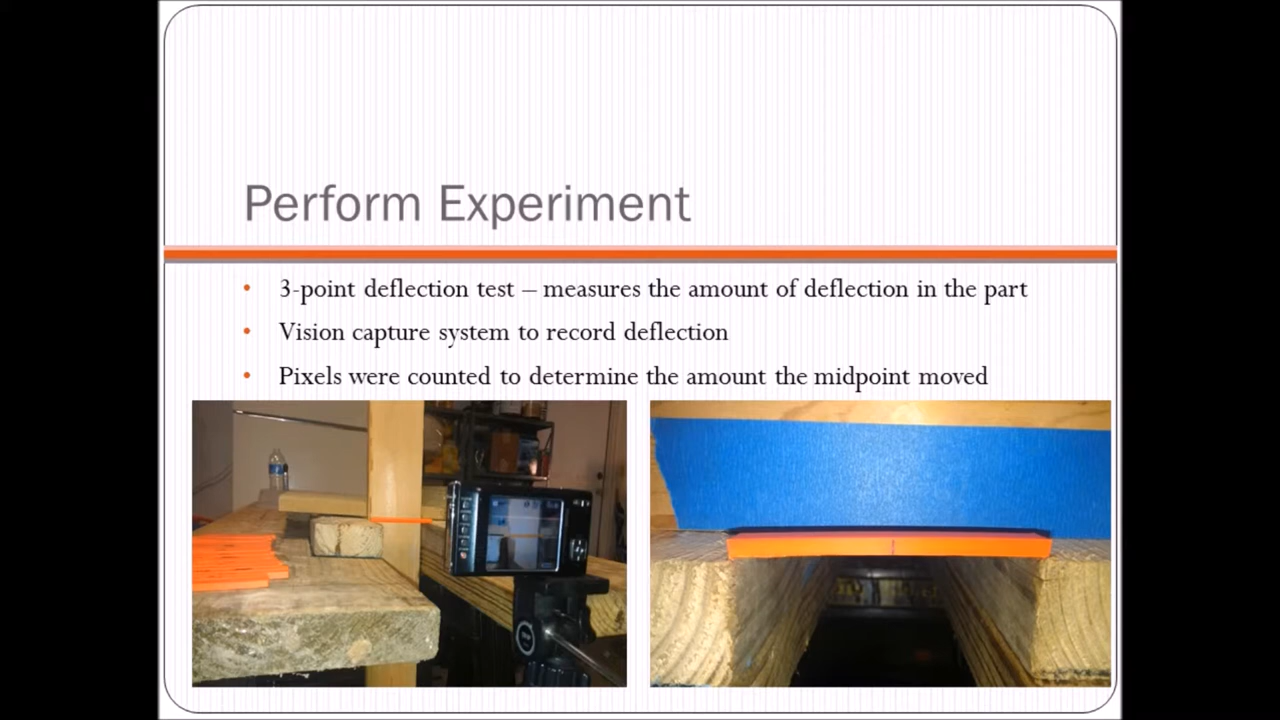 Perform Experiment
• 3-point deflection test – measures the amount of deflection in the part
• Vision capture system to record deflection
• Pixels were counted to determine the amount the midpoint moved